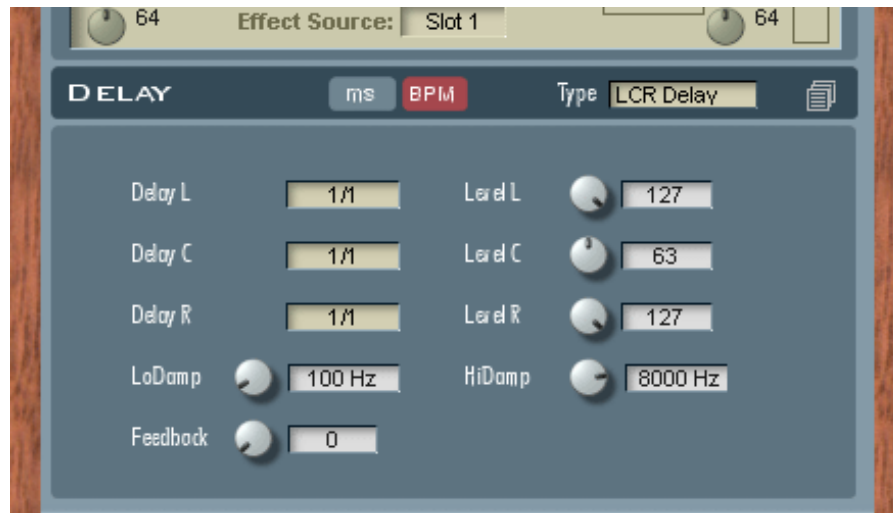 64 Effect Source: Slot 1 64
DELAY ms BPM Type LCR Delay
Delay L 1/1 Level L 127
Delay C 1/1 Level C 63
Delay R 1/1 Level R 127
LoDamp 100 Hz HiDamp 8000 Hz
Feedback 0